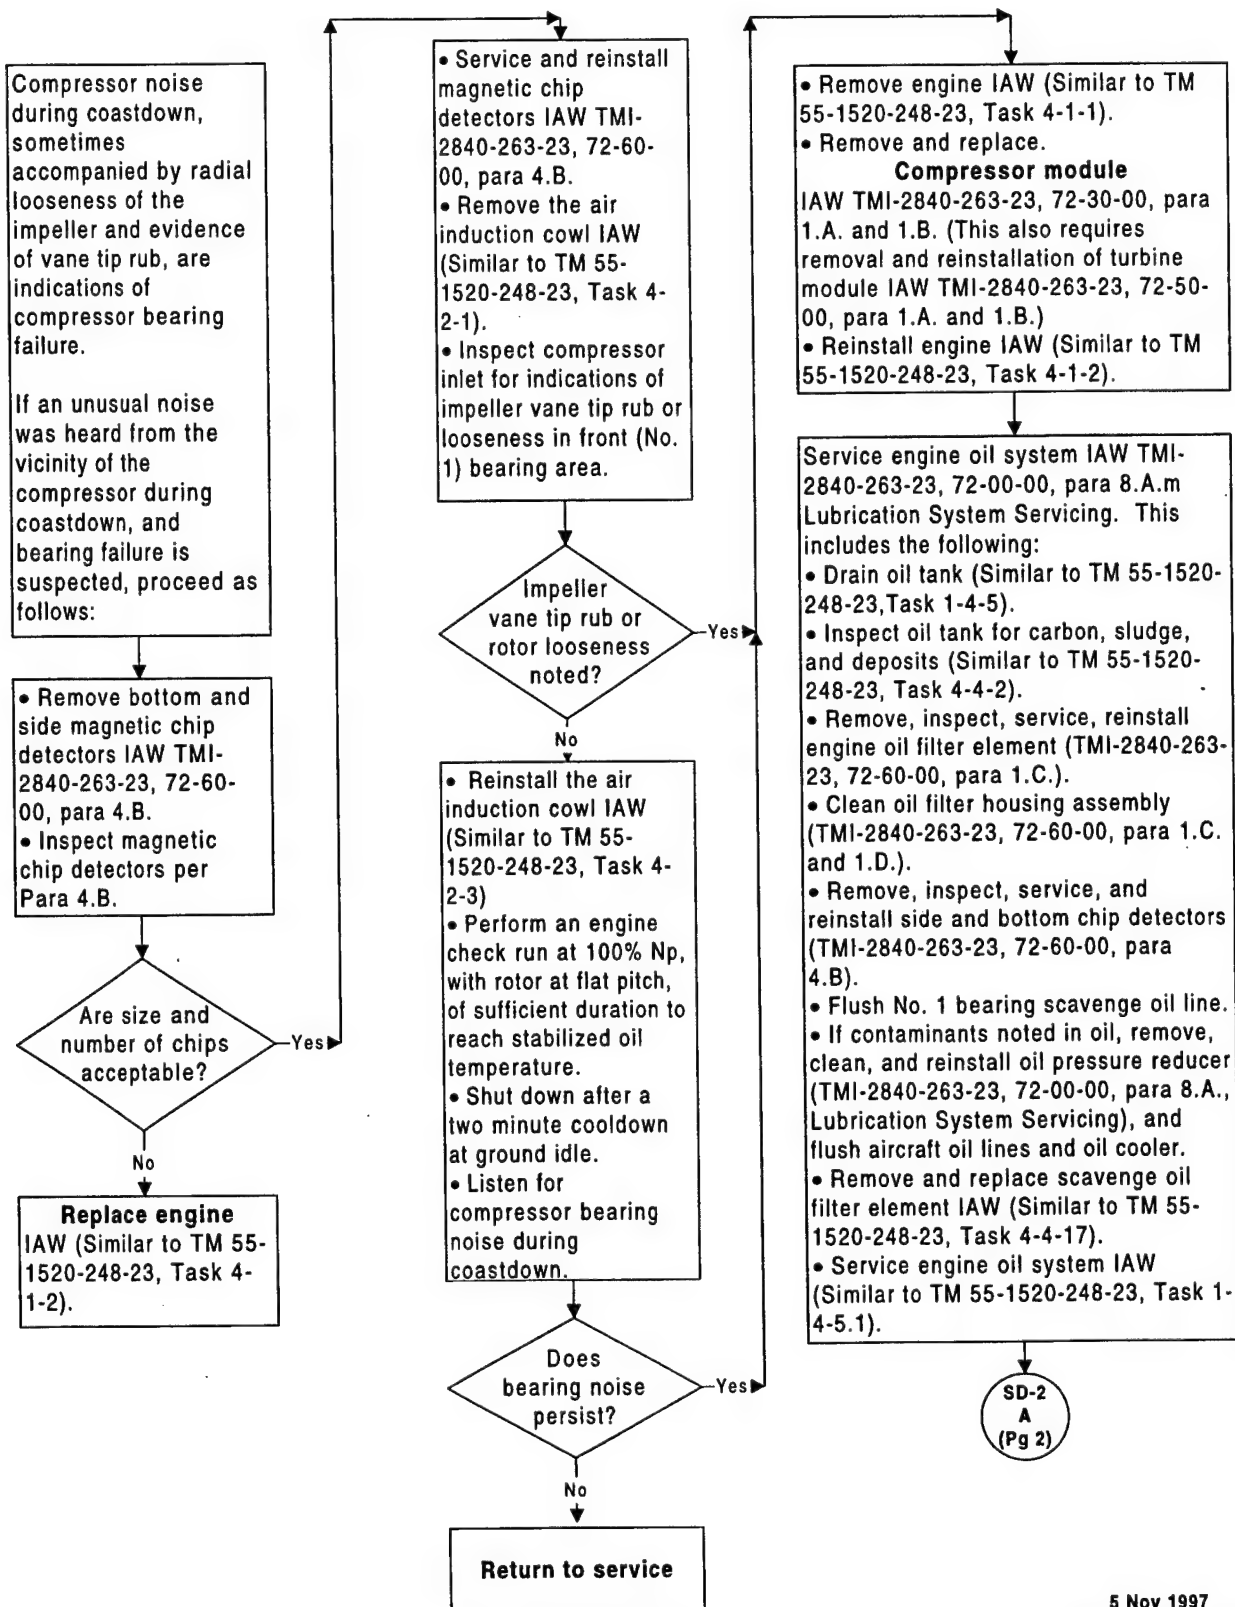 Compressor noise
during coastdown,
sometimes
accompanied by radial
looseness of the
impeller and evidence
of vane tip rub, are
indications of
compressor bearing
failure.
If an unusual noise
was heard from the
vicinity of the
compressor during
coastdown, and
bearing failure is
suspected, proceed as
follows:
• Remove bottom and
side magnetic chip
detectors IAW TMI-
2840-263-23, 72-60-
00, para 4.B.
• Inspect magnetic
chip detectors per
Para 4.B.
Are size and
number of chips
acceptable?
Yes
No
Replace engine
IAW (Similar to TM 55-
1520-248-23, Task 4-
1-2).
• Service and reinstall
magnetic chip
detectors IAW TMI-
2840-263-23, 72-60-
00, para 4.B.
• Remove the air
induction cowl IAW
(Similar to TM 55-
1520-248-23, Task 4-
2-1).
• Inspect compressor
inlet for indications of
impeller vane tip rub or
looseness in front (No.
1) bearing area.
Impeller
vane tip rub or
rotor looseness
noted?
Yes
No
• Reinstall the air
induction cowl IAW
(Similar to TM 55-
1520-248-23, Task 4-
2-3)
• Perform an engine
check run at 100% Np,
with rotor at flat pitch,
of sufficient duration to
reach stabilized oil
temperature.
• Shut down after a
two minute cooldown
at ground idle.
• Listen for
compressor bearing
noise during
coastdown.
Does
bearing noise
persist?
Yes
No
Return to service
• Remove engine IAW (Similar to TM
55-1520-248-23, Task 4-1-1).
• Remove and replace.
Compressor module
IAW TMI-2840-263-23, 72-30-00, para
1.A. and 1.B. (This also requires
removal and reinstallation of turbine
module IAW TMI-2840-263-23, 72-50-
00, para 1.A. and 1.B.)
• Reinstall engine IAW (Similar to TM
55-1520-248-23, Task 4-1-2).
Service engine oil system IAW TMI-
2840-263-23, 72-00-00, para 8.A.m
Lubrication System Servicing. This
includes the following:
• Drain oil tank (Similar to TM 55-1520-
248-23,Task 1-4-5).
• Inspect oil tank for carbon, sludge,
and deposits (Similar to TM 55-1520-
248-23, Task 4-4-2).
• Remove, inspect, service, reinstall
engine oil filter element (TMI-2840-263-
23, 72-60-00, para 1.C.).
• Clean oil filter housing assembly
(TMI-2840-263-23, 72-60-00, para 1.C.
and 1.D.).
• Remove, inspect, service, and
reinstall side and bottom chip detectors
(TMI-2840-263-23, 72-60-00, para
4.B).
• Flush No. 1 bearing scavenge oil line.
• If contaminants noted in oil, remove,
clean, and reinstall oil pressure reducer
(TMI-2840-263-23, 72-00-00, para 8.A.,
Lubrication System Servicing), and
flush aircraft oil lines and oil cooler.
• Remove and replace scavenge oil
filter element IAW (Similar to TM 55-
1520-248-23, Task 4-4-17).
• Service engine oil system IAW
(Similar to TM 55-1520-248-23, Task 1-
4-5.1).
SD-2
A
(Pg 2)
5 Nov 1997